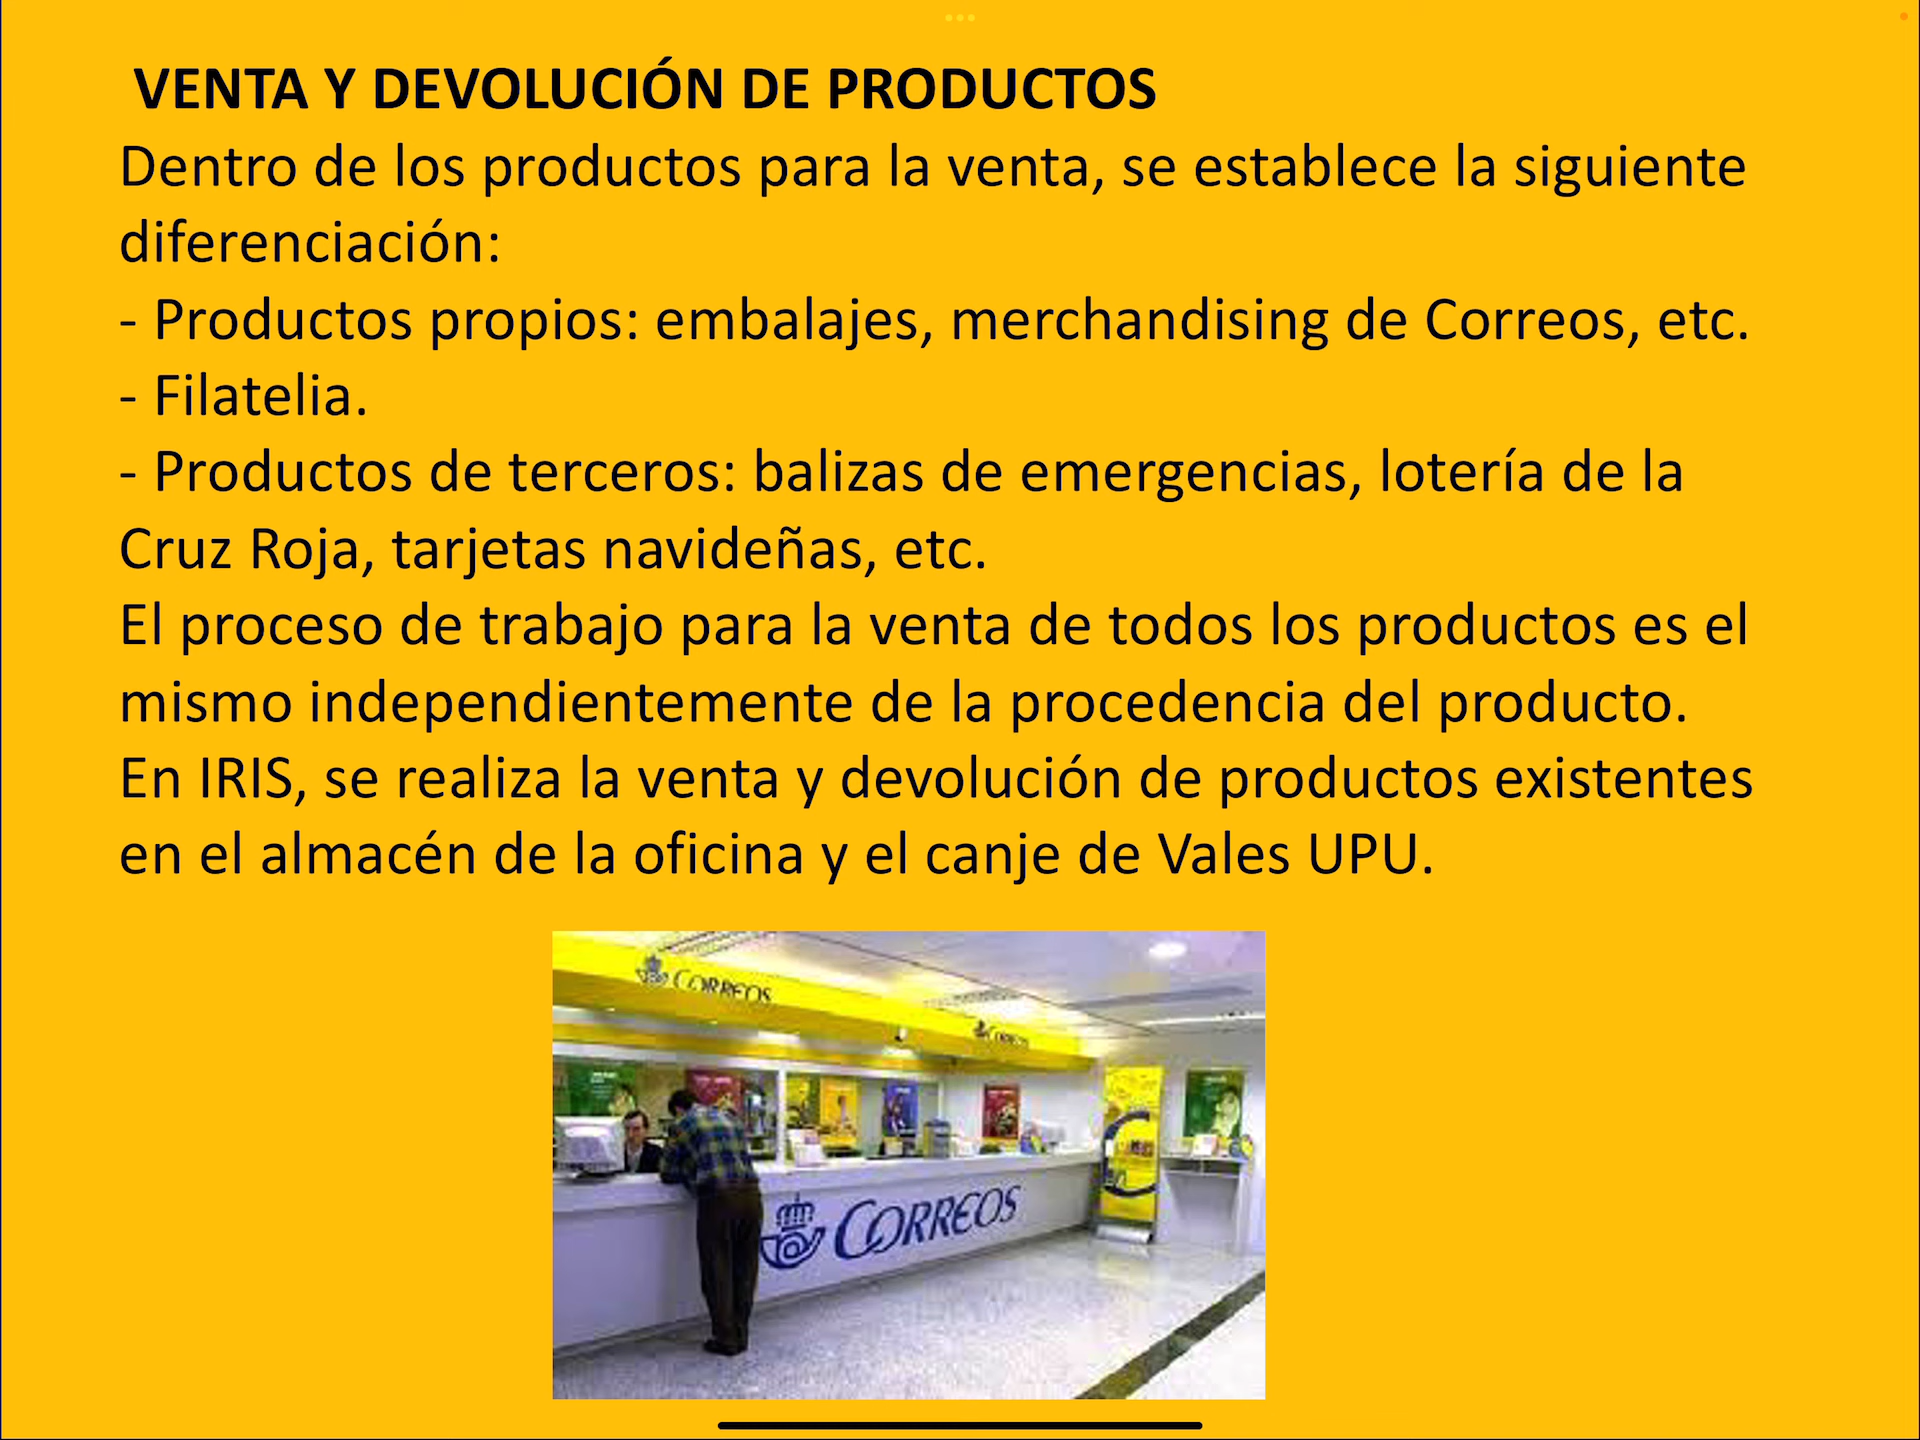 VENTA Y DEVOLUCIÓN DE PRODUCTOS
Dentro de los productos para la venta, se establece la siguiente
diferenciación:
- Productos propios: embalajes, merchandising de Correos, etc.
- Filatelia.
- Productos de terceros: balizas de emergencias, lotería de la
Cruz Roja, tarjetas navideñas, etc.
El proceso de trabajo para la venta de todos los productos es el
mismo independientemente de la procedencia del producto.
En IRIS, se realiza la venta y devolución de productos existentes
en el almacén de la oficina y el canje de Vales UPU.
CORREOS
CORREOS
CORREOS